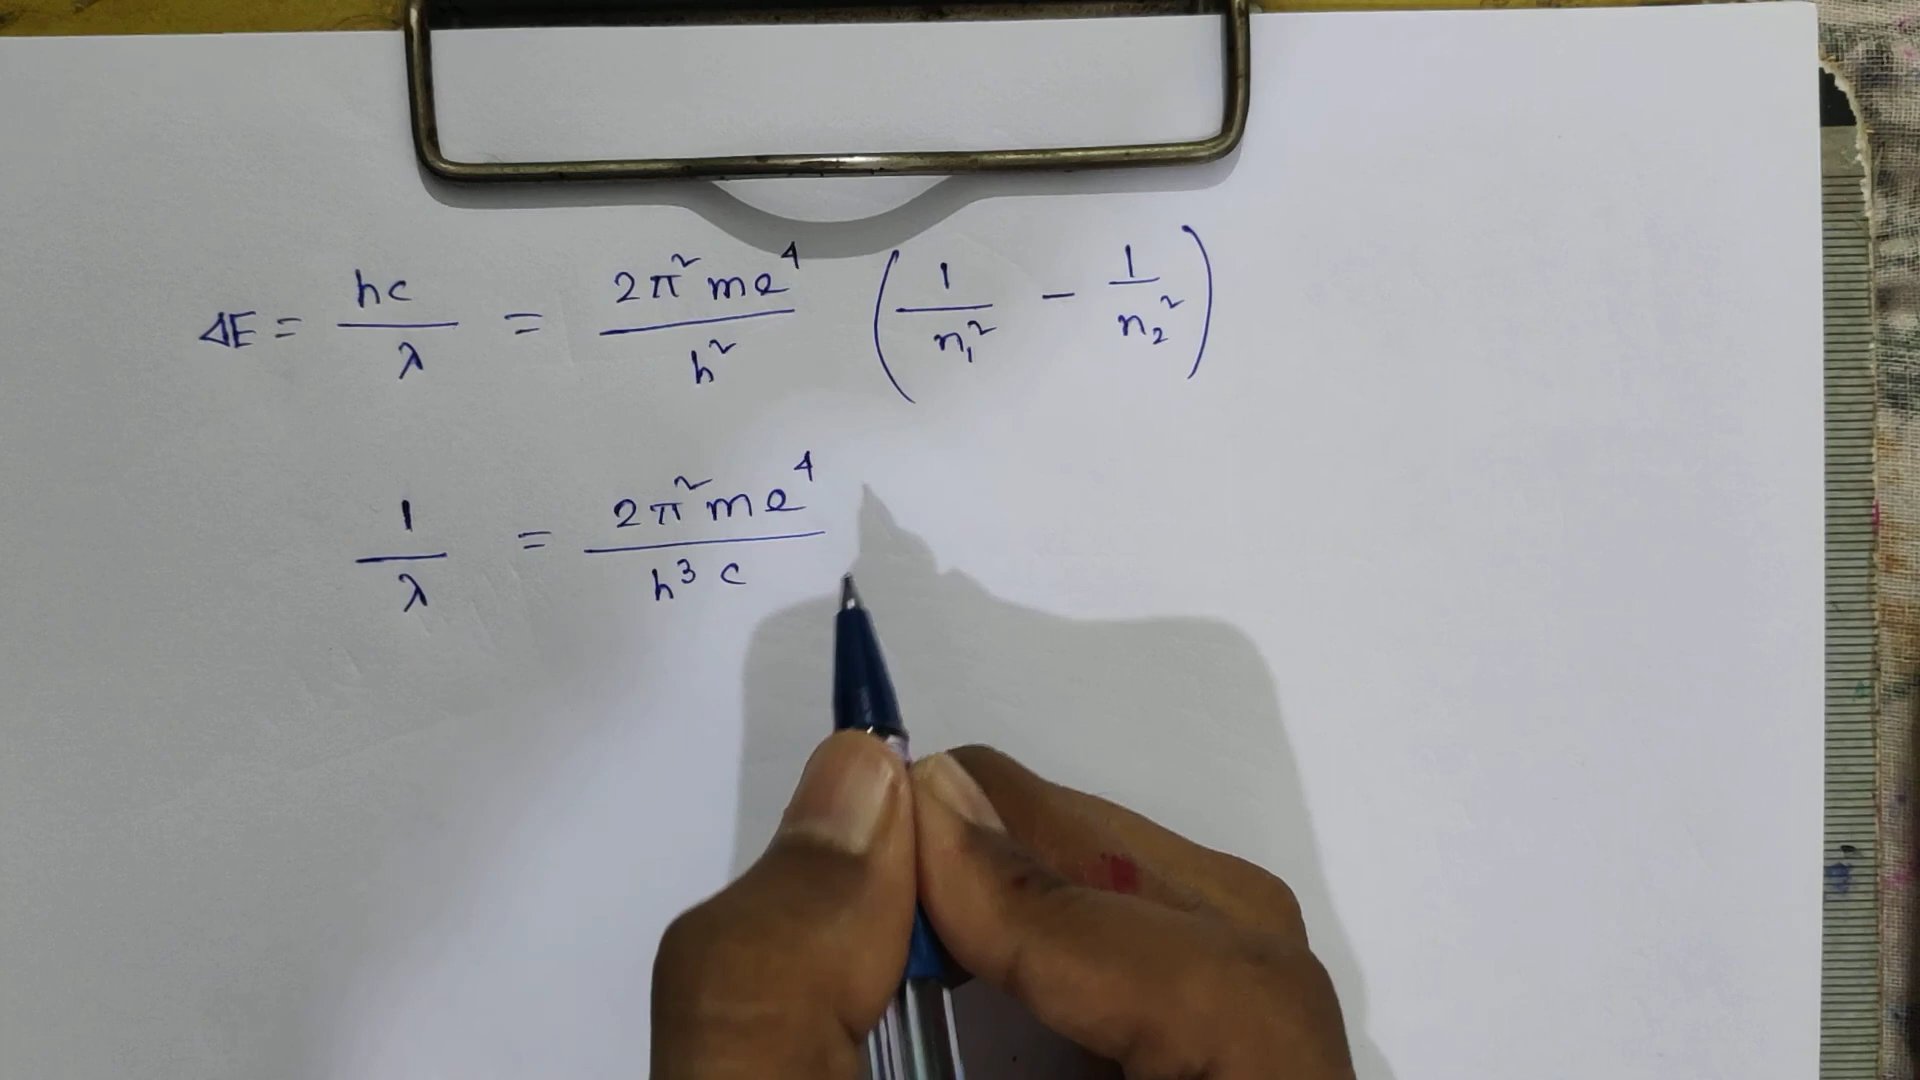 ΔE = hc/λ = 2π²me⁴/h² (1/n₁² − 1/n₂²)
1/λ = 2π²me⁴/h³c